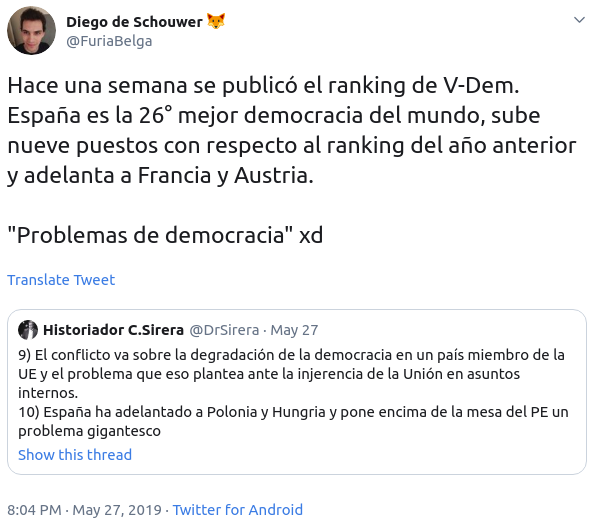 Diego de Schouwer 🦊
@FuriaBelga
Hace una semana se publicó el ranking de V-Dem.
España es la 26° mejor democracia del mundo, sube
nueve puestos con respecto al ranking del año anterior
y adelanta a Francia y Austria.
"Problemas de democracia" xd
Translate Tweet
Historiador C.Sirera @DrSirera · May 27
9) El conflicto va sobre la degradación de la democracia en un país miembro de la
UE y el problema que eso plantea ante la injerencia de la Unión en asuntos
internos.
10) España ha adelantado a Polonia y Hungria y pone encima de la mesa del PE un
problema gigantesco
Show this thread
8:04 PM · May 27, 2019 · Twitter for Android